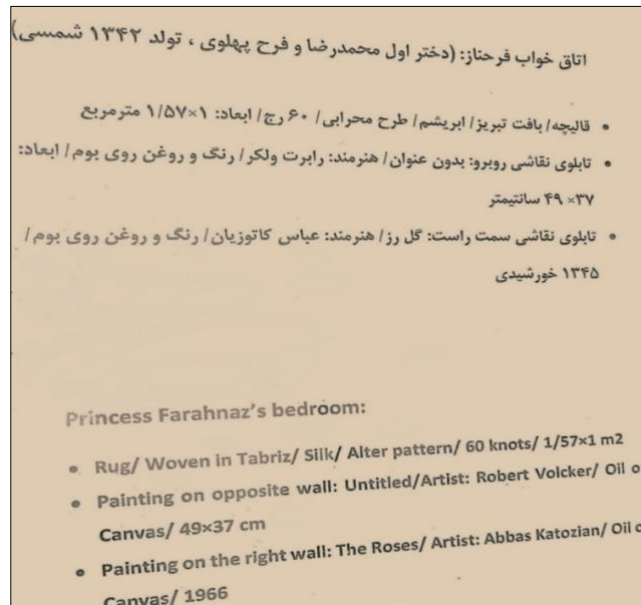 اتاق خواب فرحناز: (دختر اول محمدرضا و فرح پهلوی ، تولد ۱۳۴۲ شمسی)
• قالیچه/ بافت تبریز/ ابریشم/ طرح محرابی/ ۶۰ رج/ ابعاد: ۱×۱/۵۷ مترمربع
• تابلوی نقاشی روبرو: بدون عنوان/ هنرمند: رابرت ولکر/ رنگ و روغن روی بوم/ ابعاد:
۳۷× ۴۹ سانتیمتر
• تابلوی نقاشی سمت راست: گل رز/ هنرمند: عباس کاتوزیان/ رنگ و روغن روی بوم/
۱۳۴۵ خورشیدی
Princess Farahnaz's bedroom:
• Rug/ Woven in Tabriz/ Silk/ Alter pattern/ 60 knots/ 1/57×1 m2
• Painting on opposite wall: Untitled/Artist: Robert Volcker/ Oil o
Canvas/ 49×37 cm
• Painting on the right wall: The Roses/ Artist: Abbas Katozian/ Oil o
Canvas/ 1966